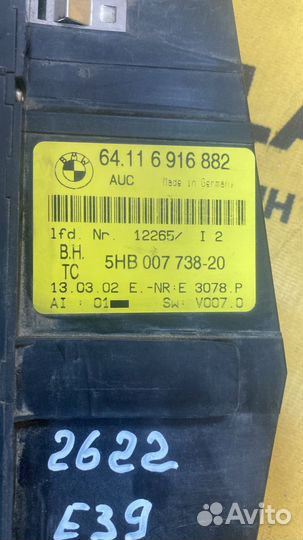 BMW
64.11 6 916 882
AUC Made in Germany
lfd. Nr. 12265/ I 2
B.H. 5HB 007 738-20
TC
13.03.02 E.-NR:E 3078.P
AI : 01 SW: V007.0
2622
E39
Avito